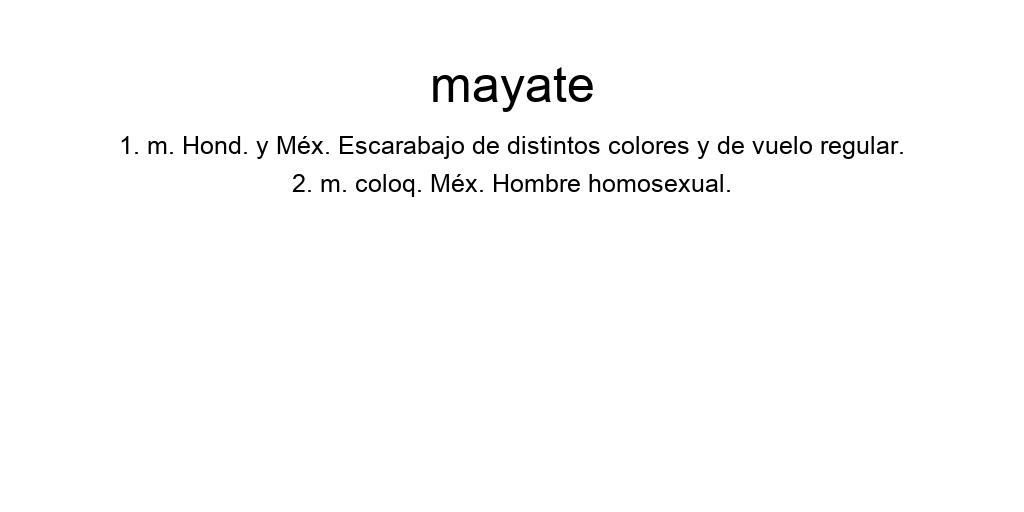 mayate
1. m. Hond. y Méx. Escarabajo de distintos colores y de vuelo regular.
2. m. coloq. Méx. Hombre homosexual.